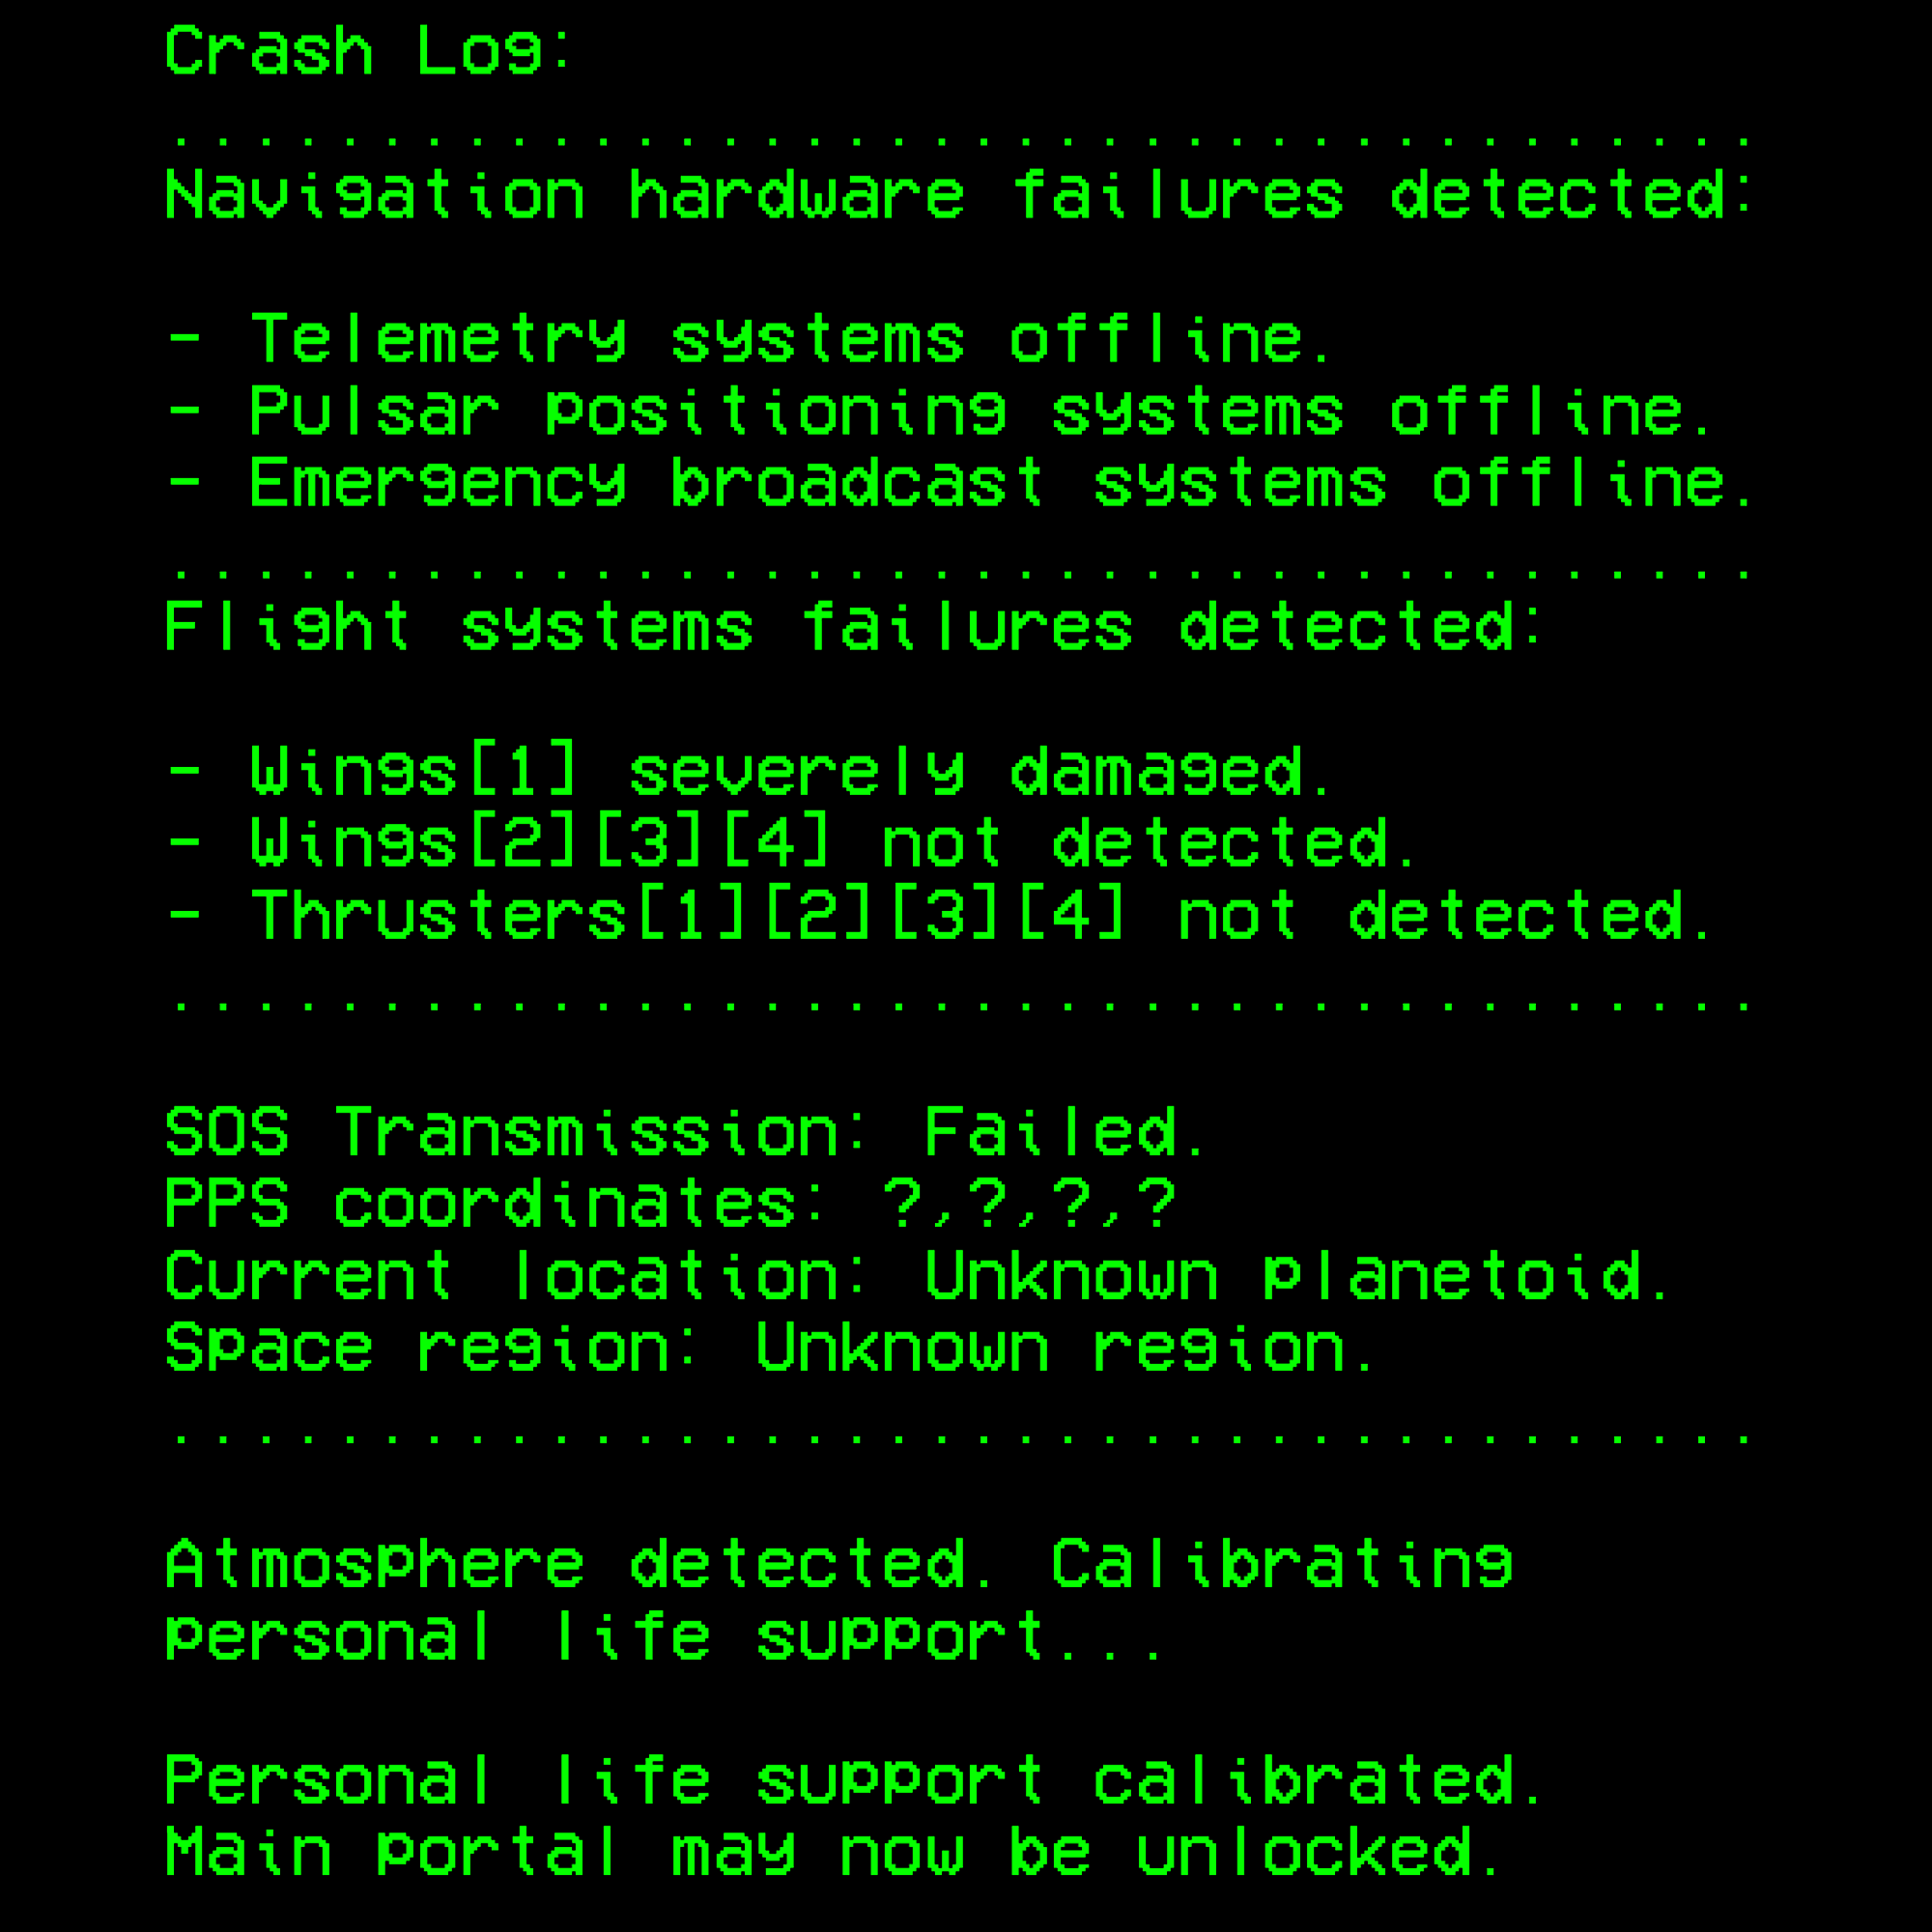 Crash Log:
......................................
Navigation hardware failures detected:
- Telemetry systems offline.
- Pulsar positioning systems offline.
- Emergency broadcast systems offline.
......................................
Flight systems failures detected:
- Wings[1] severely damaged.
- Wings[2][3][4] not detected.
- Thrusters[1][2][3][4] not detected.
......................................
SOS Transmission: Failed.
PPS coordinates: ?,?,?,?
Current location: Unknown planetoid.
Space region: Unknown region.
......................................
Atmosphere detected. Calibrating
personal life support...
Personal life support calibrated.
Main portal may now be unlocked.